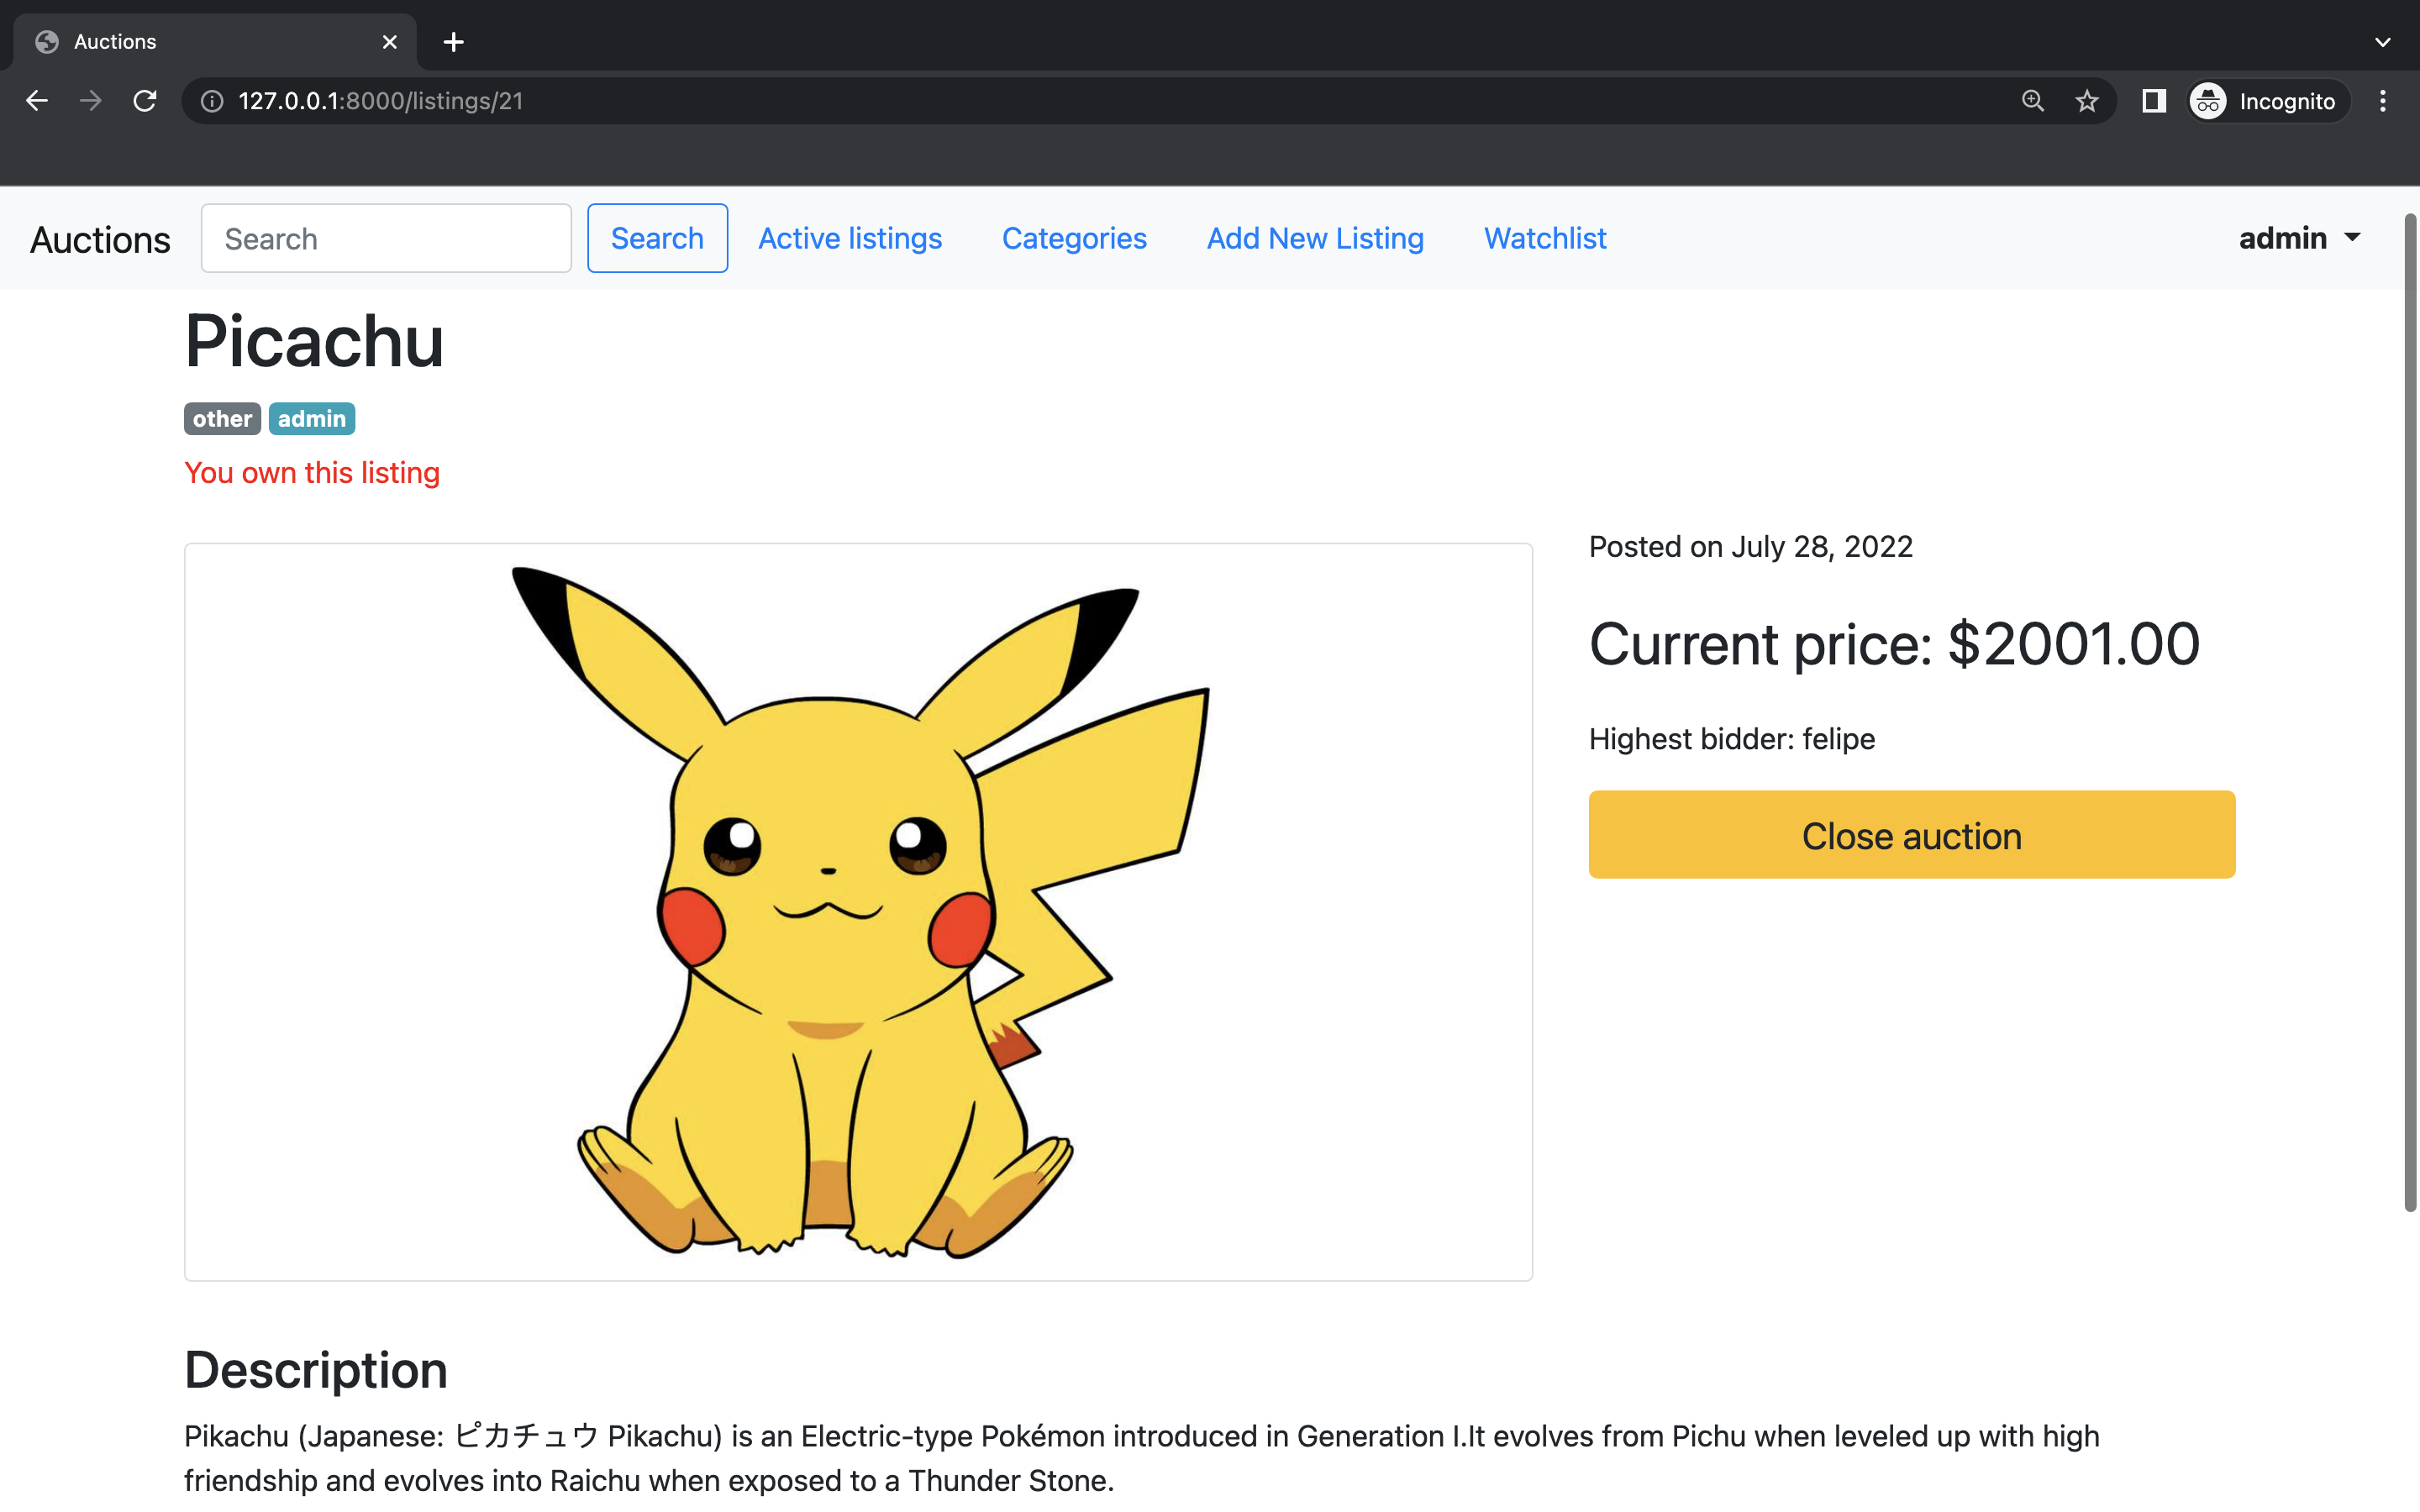 Auctions
127.0.0.1:8000/listings/21
Incognito
Auctions Search Search Active listings Categories Add New Listing Watchlist admin
Picachu
other admin
You own this listing
Posted on July 28, 2022
Current price: $2001.00
Highest bidder: felipe
Close auction
Description
Pikachu (Japanese: ピカチュウ Pikachu) is an Electric-type Pokémon introduced in Generation I.It evolves from Pichu when leveled up with high
friendship and evolves into Raichu when exposed to a Thunder Stone.